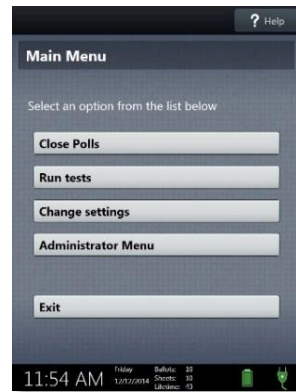 ? Help
Main Menu
Select an option from the list below
Close Polls
Run tests
Change settings
Administrator Menu
Exit
11:54 AM
Friday
12/12/2014
Ballots: 10
Sheets: 10
Lifetime: 43